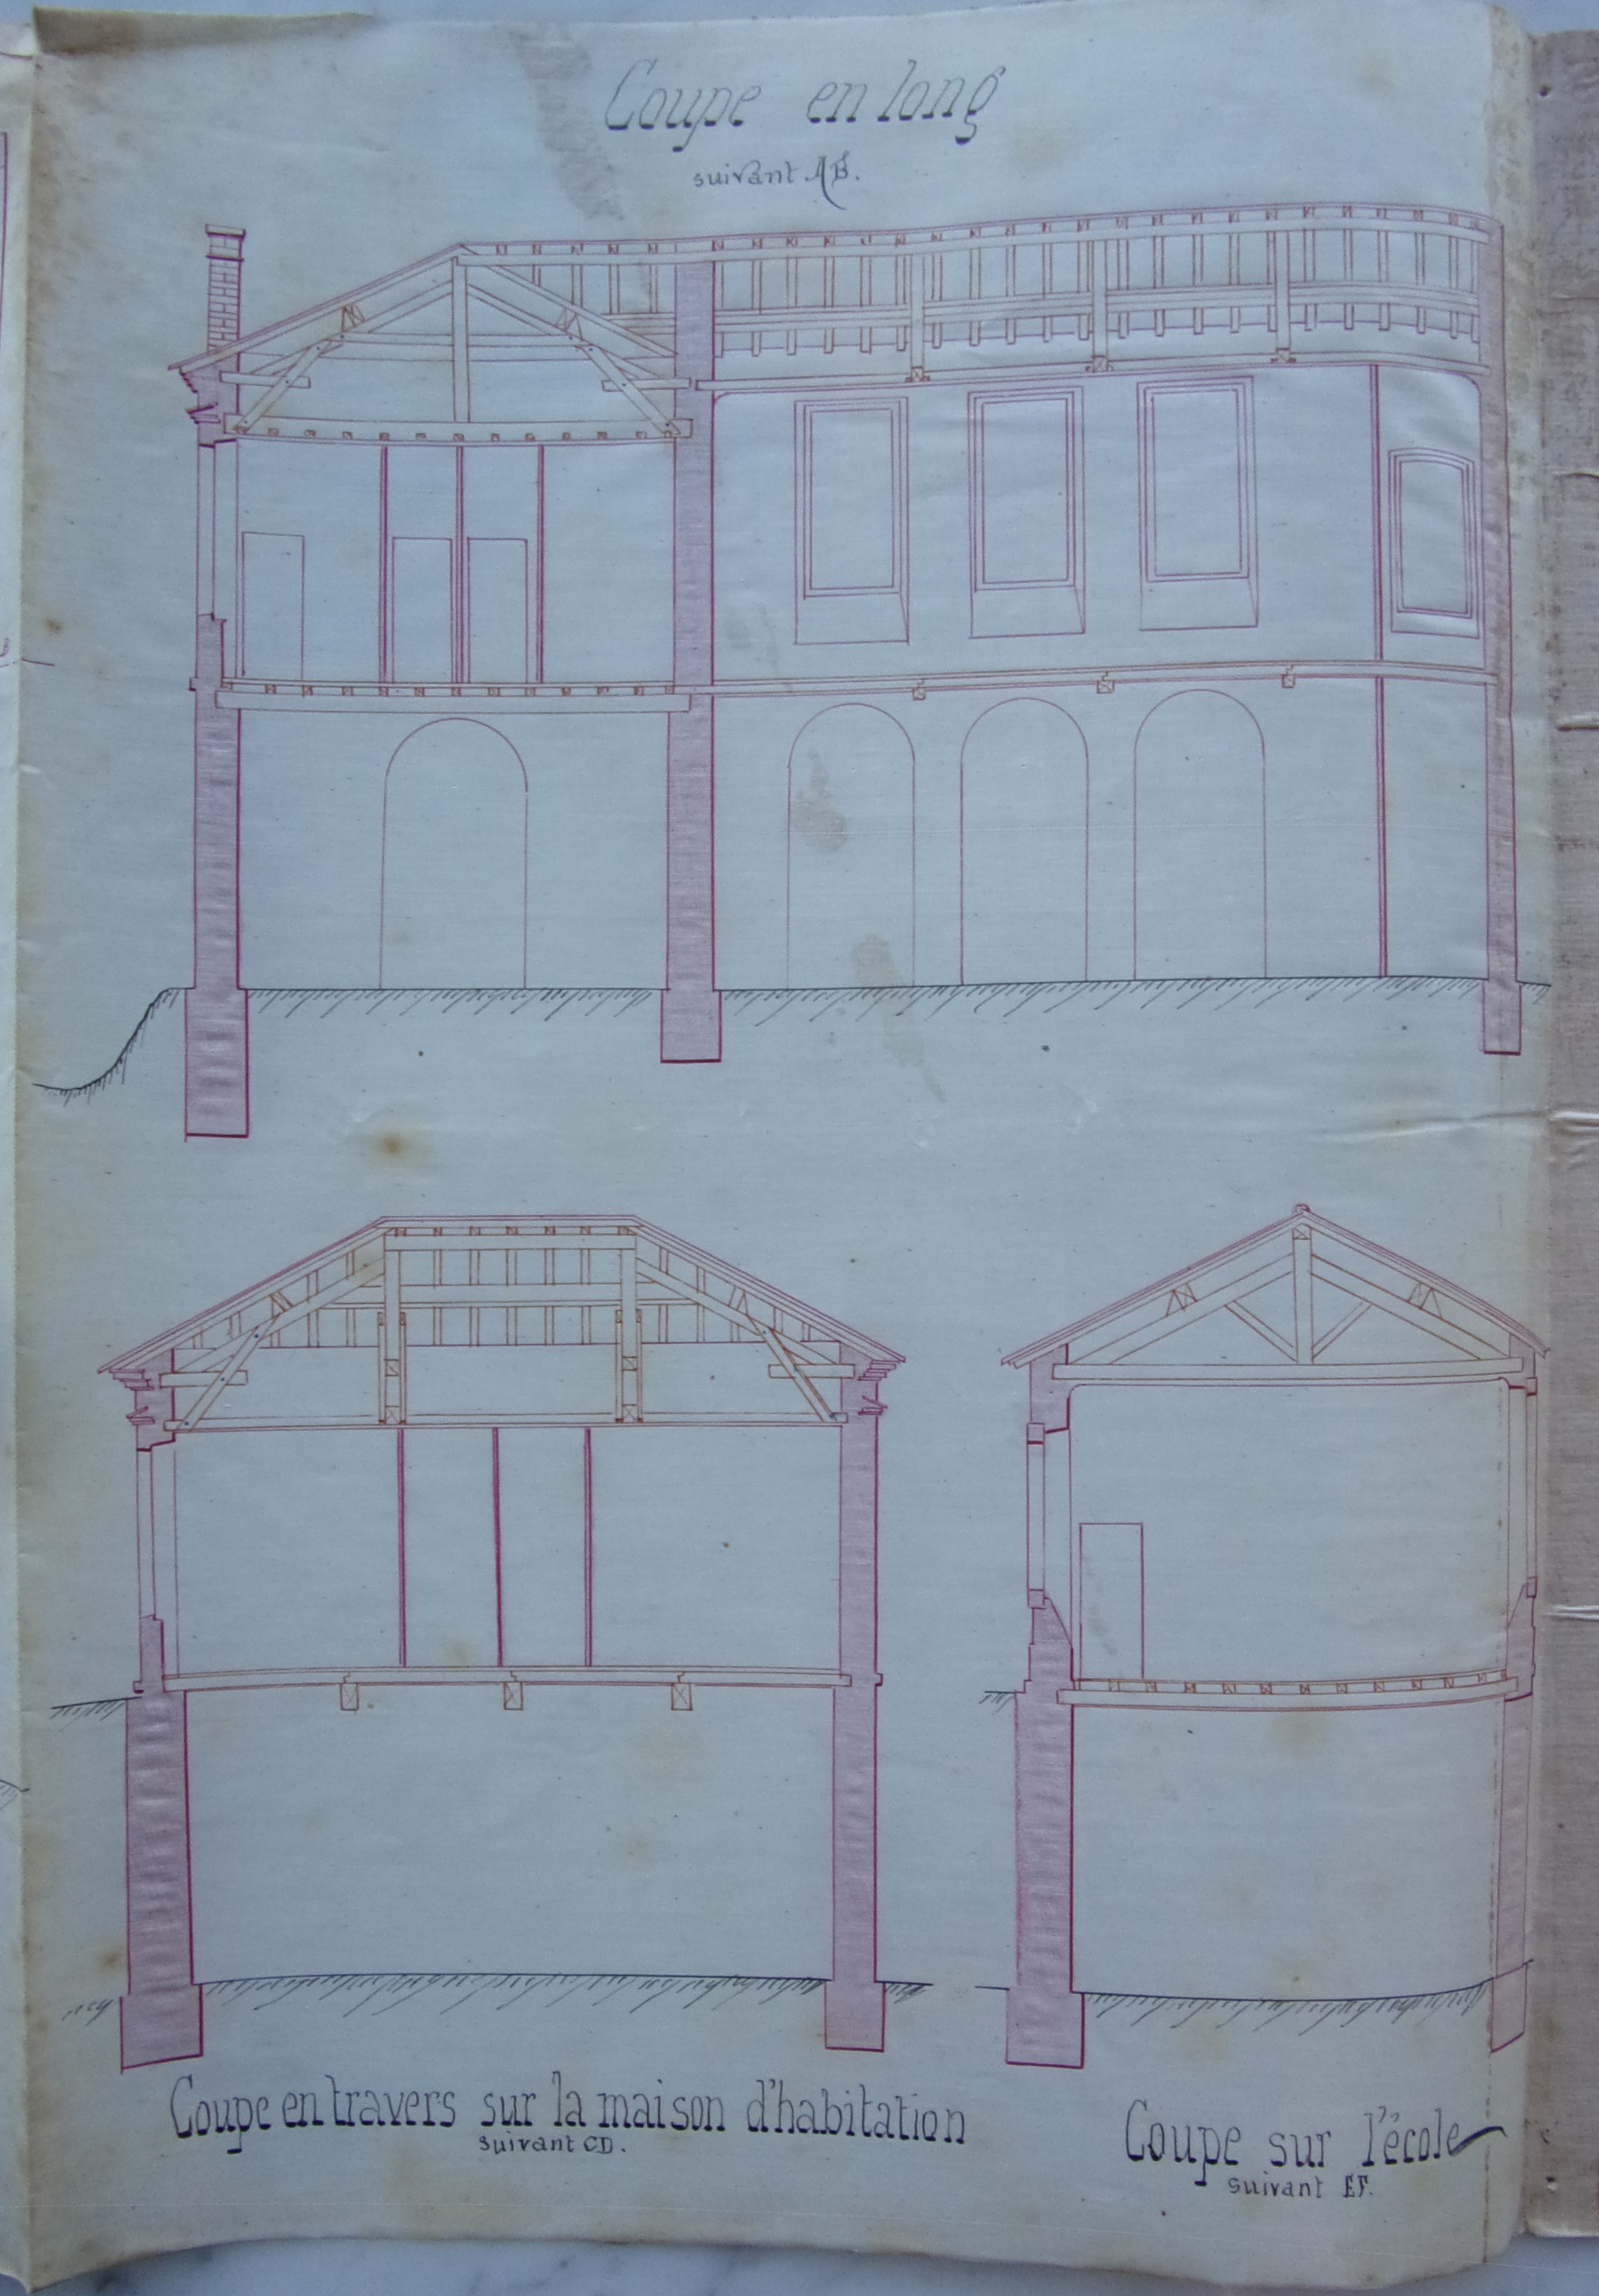 Coupe en long
suivant AB.
B
Coupe en travers sur la maison d'habitation
suivant CD.
Coupe sur l'école
suivant EF.